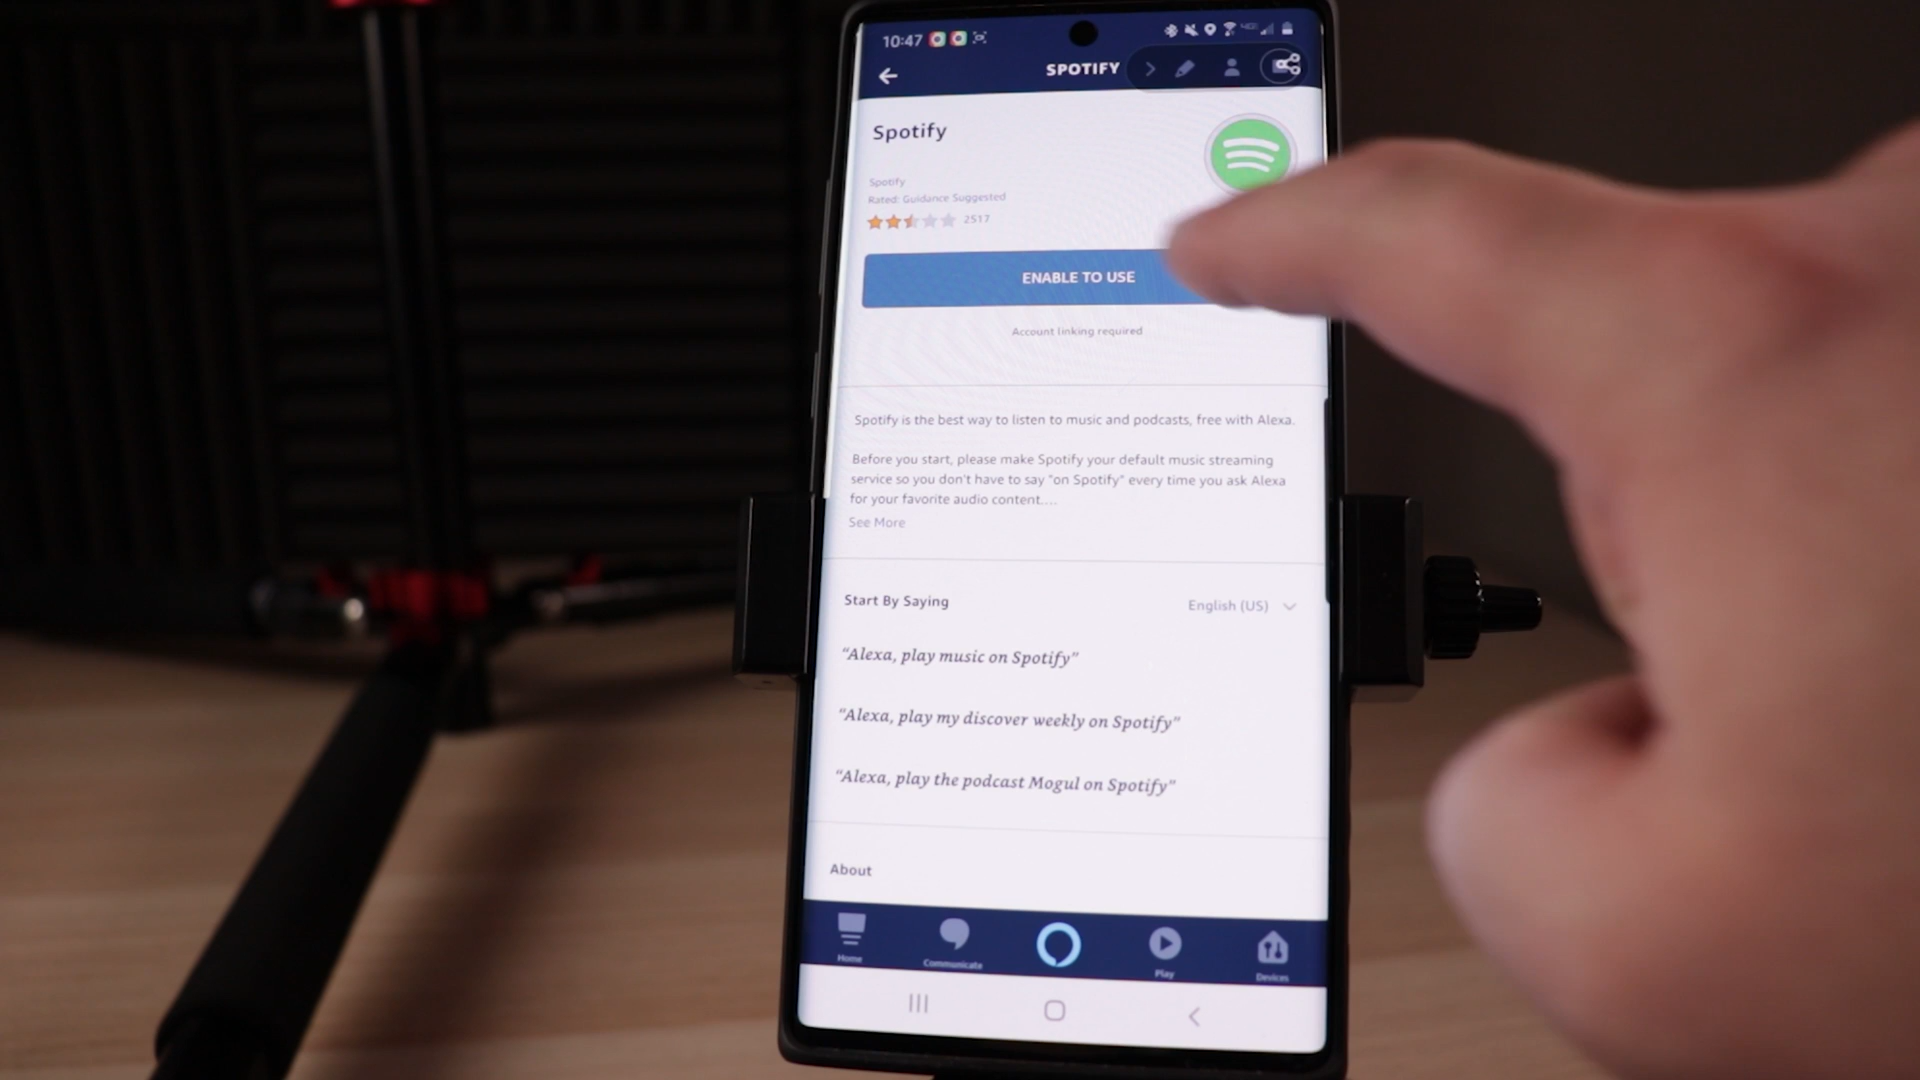 10:47
SPOTIFY
Spotify
Spotify
Rated: Guidance Suggested
2517
ENABLE TO USE
Account linking required
Spotify is the best way to listen to music and podcasts, free with Alexa.
Before you start, please make Spotify your default music streaming
service so you don't have to say "on Spotify" every time you ask Alexa
for your favorite audio content....
See More
Start By Saying
English (US)
“Alexa, play music on Spotify”
“Alexa, play my discover weekly on Spotify”
“Alexa, play the podcast Mogul on Spotify”
About
Home
Communicate
Play
Devices